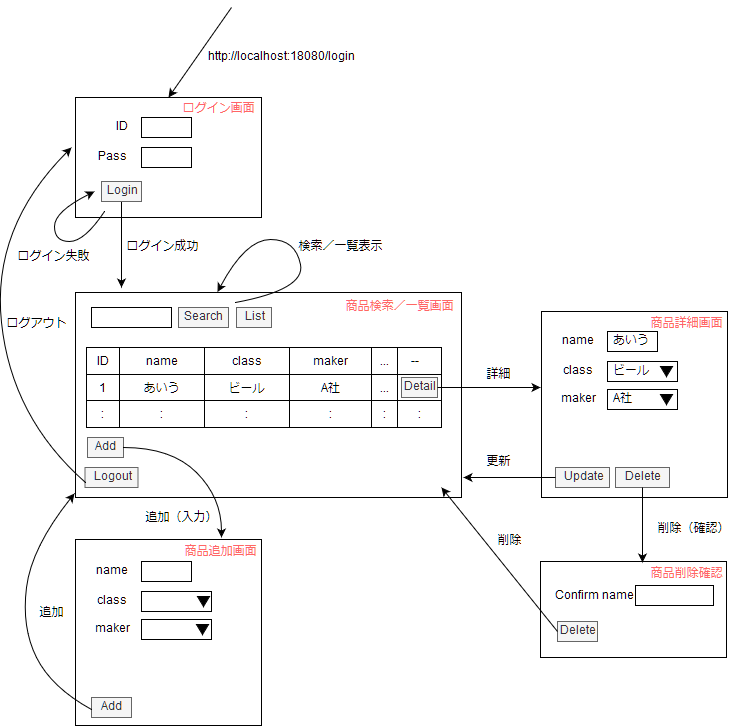 http://localhost:18080/login
ログイン画面
ID
Pass
Login
ログイン失敗
ログイン成功
検索／一覧表示
ログアウト
商品検索／一覧画面
Search List
ID name class maker ... --
1 あいう ビール A社 ... Detail
: : : : : :
Add
Logout
詳細
更新
商品詳細画面
name あいう
class ビール
maker A社
Update Delete
追加（入力）
削除（確認）
削除
商品追加画面
name
class
maker
Add
追加
商品削除確認
Confirm name
Delete